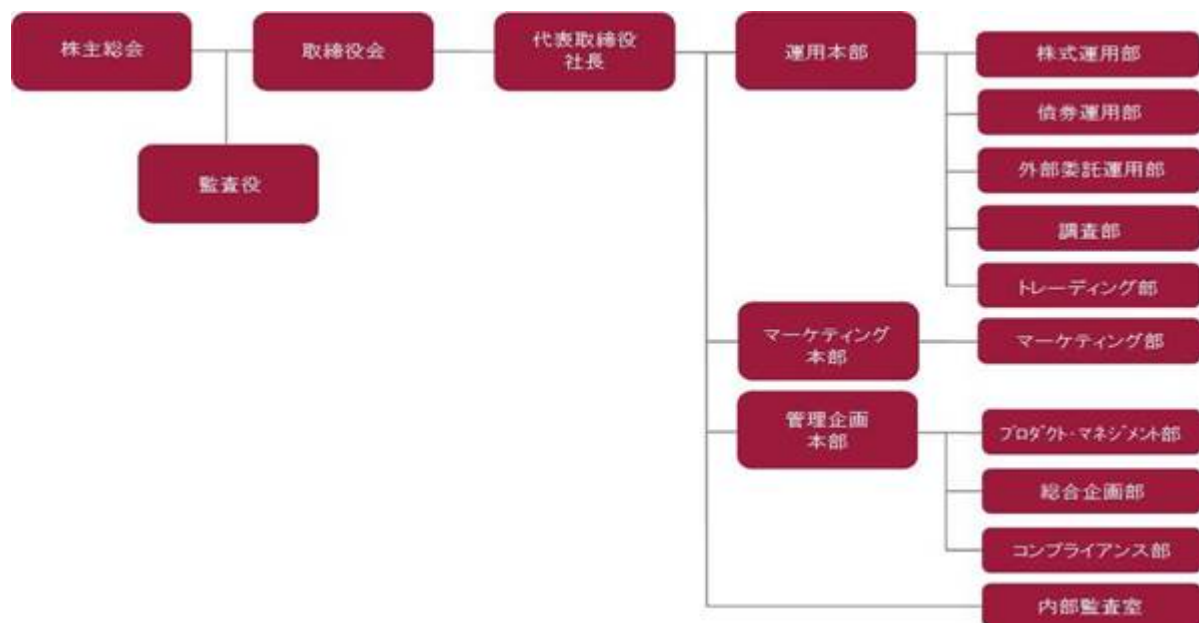 株主総会
取締役会
代表取締役
社長
運用本部
株式運用部
債券運用部
監査役
外部委託運用部
調査部
トレーディング部
マーケティング
本部
マーケティング部
管理企画
本部
プロダクト・マネジメント部
総合企画部
コンプライアンス部
内部監査室